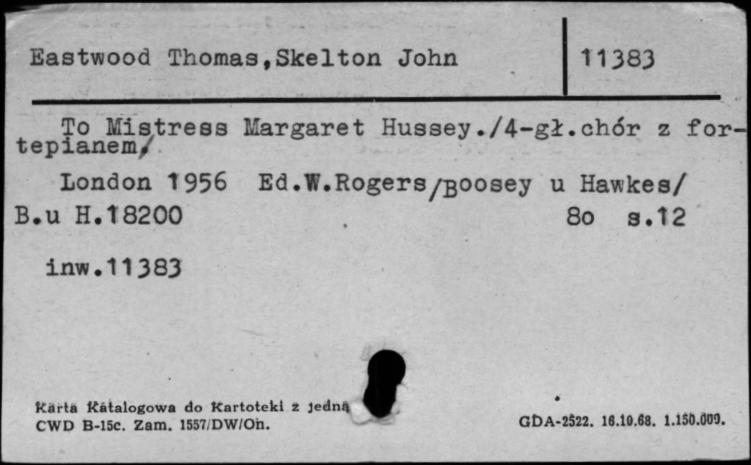 Eastwood Thomas,Skelton John 11383
To Mistress Margaret Hussey./4-gł.chór z for-
tepianem/
London 1956 Ed.W.Rogers/Boosey u Hawkes/
B.u H.18200 8o s.12
inw.11383
Karta Katalogowa do Kartoteki z jedną
CWD B-15c. Zam. 1557/DW/Oh. GDA-2522. 16.10.68. 1.150.000.